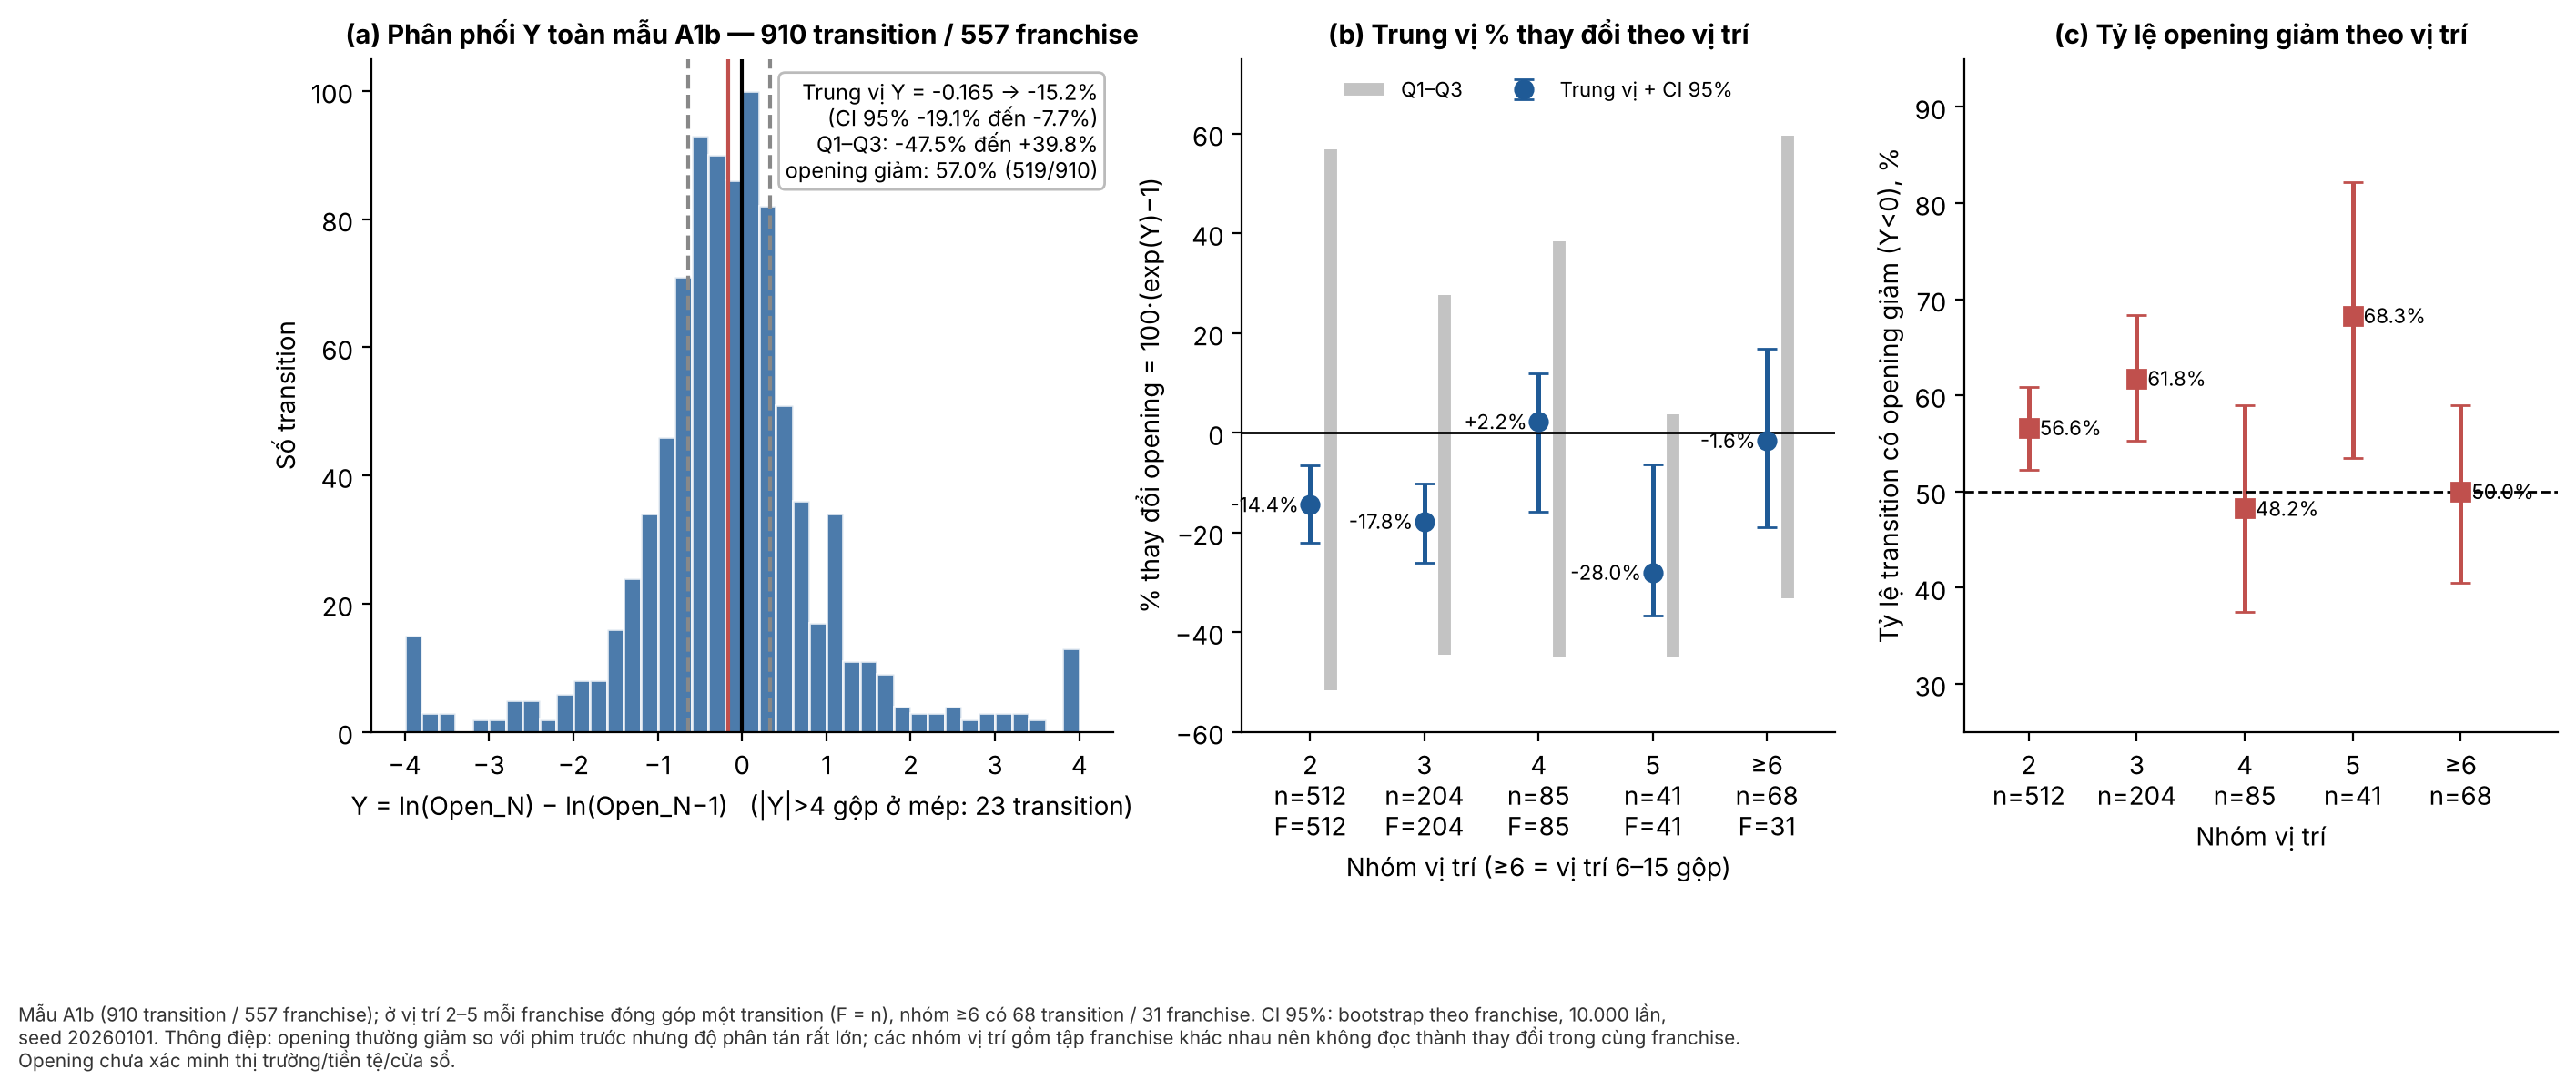 (a) Phân phối Y toàn mẫu A1b — 910 transition / 557 franchise
Số transition
100
80
60
40
20
0
Trung vị Y = -0.165 → -15.2%
(CI 95% -19.1% đến -7.7%)
Q1–Q3: -47.5% đến +39.8%
opening giảm: 57.0% (519/910)
−4 −3 −2 −1 0 1 2 3 4
Y = ln(Open_N) − ln(Open_N−1) (|Y|>4 gộp ở mép: 23 transition)
(b) Trung vị % thay đổi theo vị trí
Q1–Q3 Trung vị + CI 95%
% thay đổi opening = 100·(exp(Y)−1)
60
40
20
0
−20
−40
−60
-14.4%
-17.8%
+2.2%
-28.0%
-1.6%
2 3 4 5 ≥6
n=512 n=204 n=85 n=41 n=68
F=512 F=204 F=85 F=41 F=31
Nhóm vị trí (≥6 = vị trí 6–15 gộp)
(c) Tỷ lệ opening giảm theo vị trí
Tỷ lệ transition có opening giảm (Y<0), %
90
80
70
60
50
40
30
56.6%
61.8%
48.2%
68.3%
50.0%
2 3 4 5 ≥6
n=512 n=204 n=85 n=41 n=68
Nhóm vị trí
Mẫu A1b (910 transition / 557 franchise); ở vị trí 2–5 mỗi franchise đóng góp một transition (F = n), nhóm ≥6 có 68 transition / 31 franchise. CI 95%: bootstrap theo franchise, 10.000 lần,
seed 20260101. Thông điệp: opening thường giảm so với phim trước nhưng độ phân tán rất lớn; các nhóm vị trí gồm tập franchise khác nhau nên không đọc thành thay đổi trong cùng franchise.
Opening chưa xác minh thị trường/tiền tệ/cửa sổ.